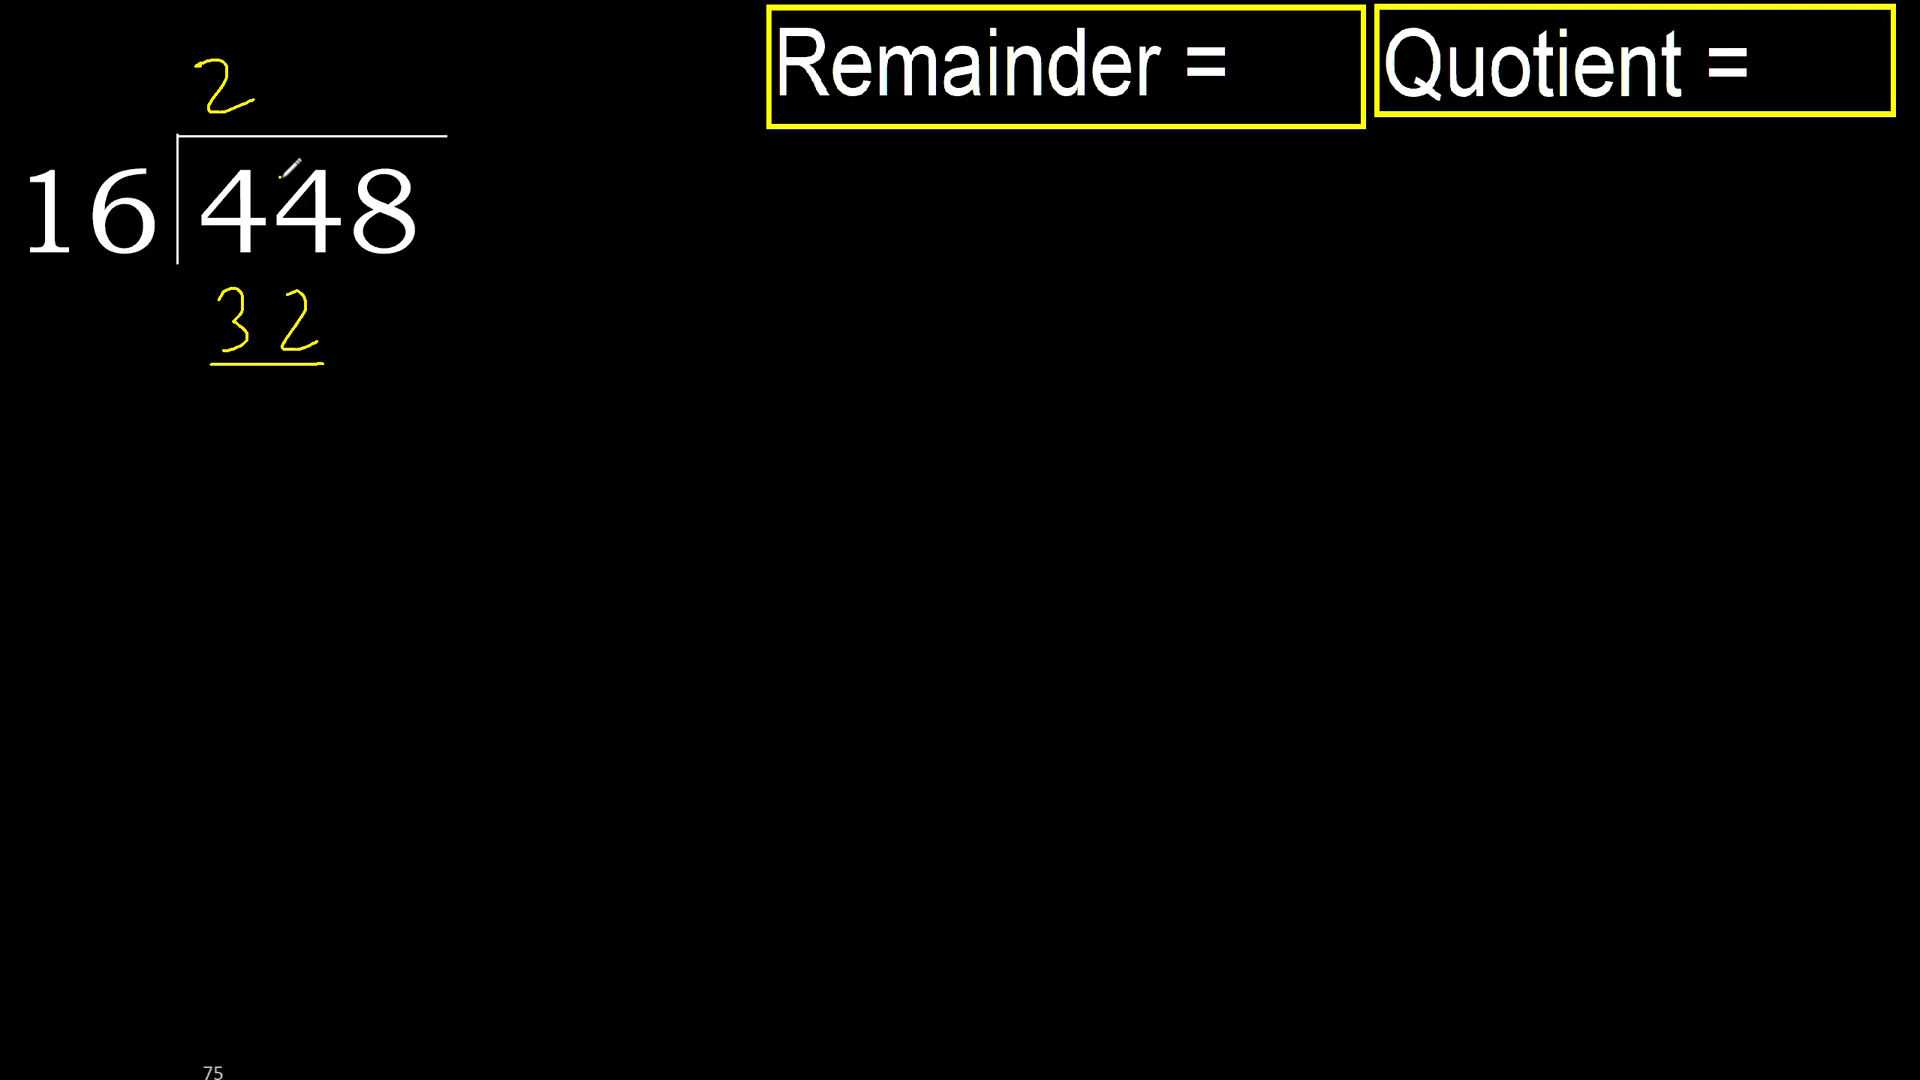 Remainder = Quotient =
2
16 448
32
75